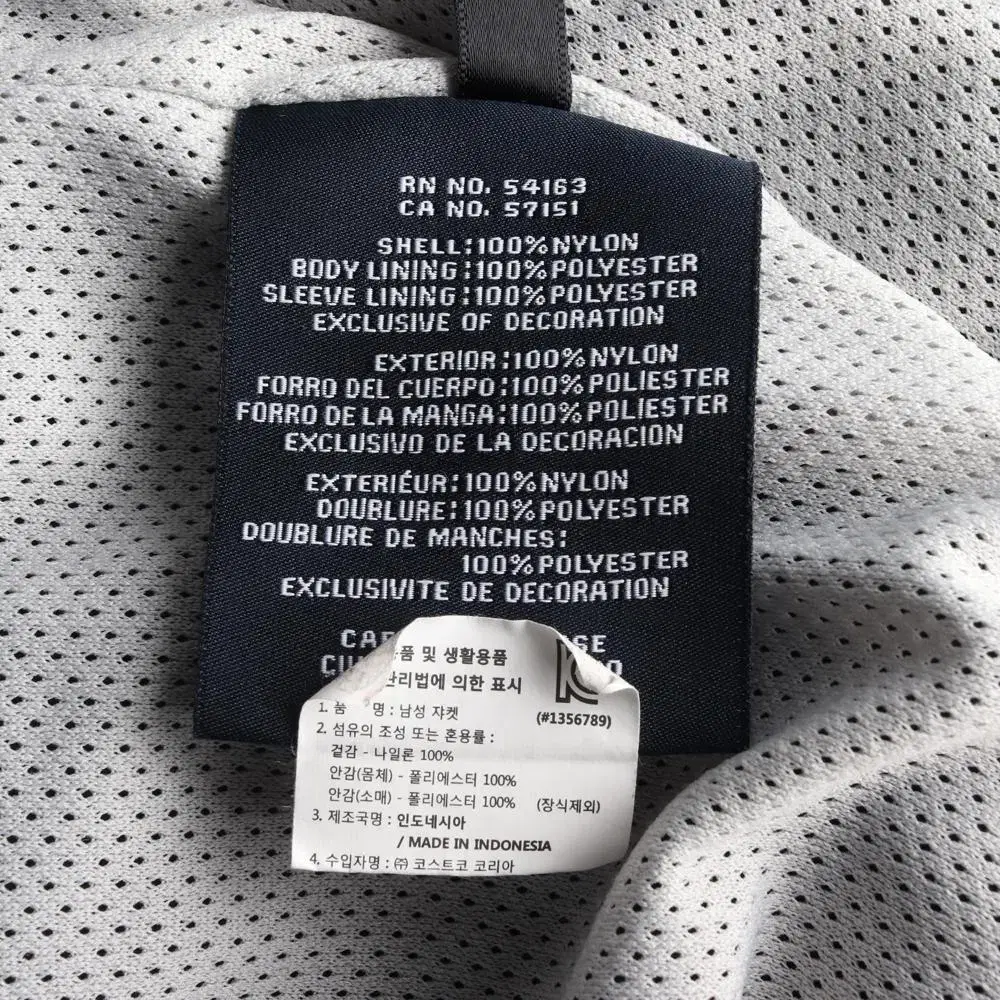 RN NO. 54163
CA NO. 57151
SHELL:100%NYLON
BODY LINING:100%POLYESTER
SLEEVE LINING:100%POLYESTER
EXCLUSIVE OF DECORATION
EXTERIOR:100%NYLON
FORRO DEL CUERPO:100%POLIESTER
FORRO DE LA MANGA:100%POLIESTER
EXCLUSIVO DE LA DECORACION
EXTERIÉUR:100%NYLON
DOUBLURE:100%POLYESTER
DOUBLURE DE MANCHES:
100%POLYESTER
EXCLUSIVITE DE DECORATION
및 생활용품
의한 표시
(#1356789)
1. 품 명 : 남성 쟈켓
2. 섬유의 조성 또는 혼용률 :
겉감 - 나일론 100%
안감(몸체) - 폴리에스터 100%
안감(소매) - 폴리에스터 100% (장식제외)
3. 제조국명 : 인도네시아
/ MADE IN INDONESIA
4. 수입자명 : ㈜ 코스트코 코리아